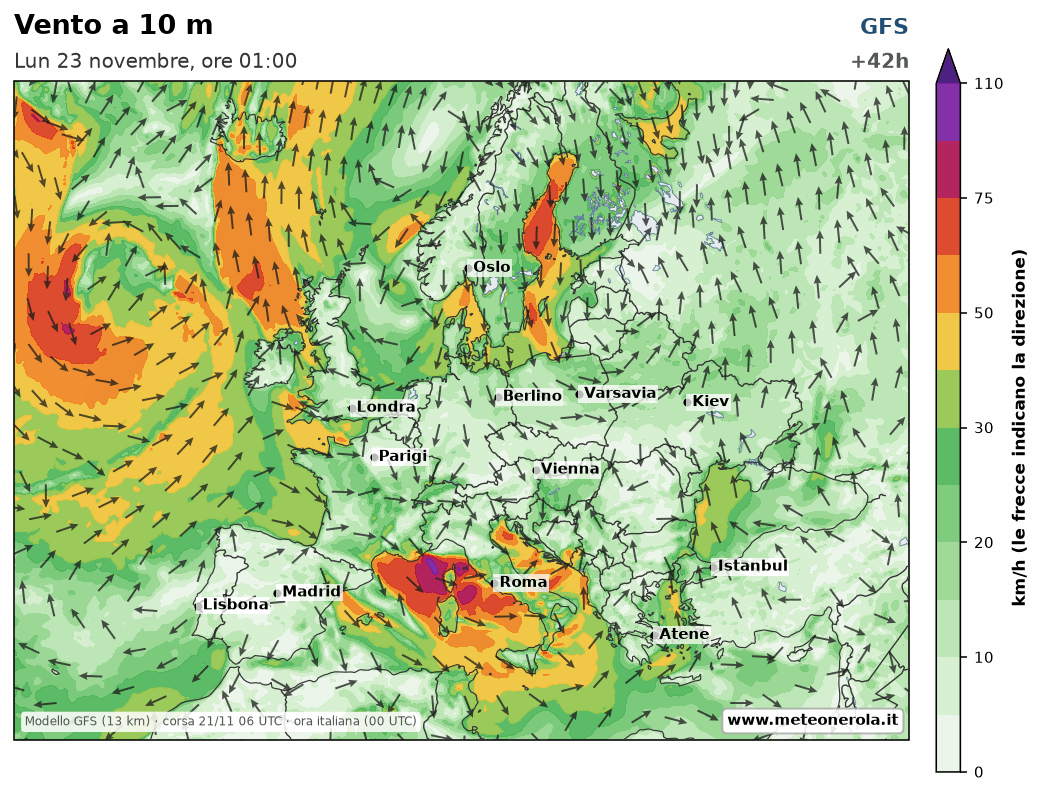 Vento a 10 m
GFS
Lun 23 novembre, ore 01:00
+42h
110
75
50
30
20
10
0
km/h (le frecce indicano la direzione)
Oslo
Berlino
Varsavia
Kiev
Londra
Parigi
Vienna
Istanbul
Roma
Madrid
Lisbona
Atene
Modello GFS (13 km) · corsa 21/11 06 UTC · ora italiana (00 UTC)
www.meteonerola.it